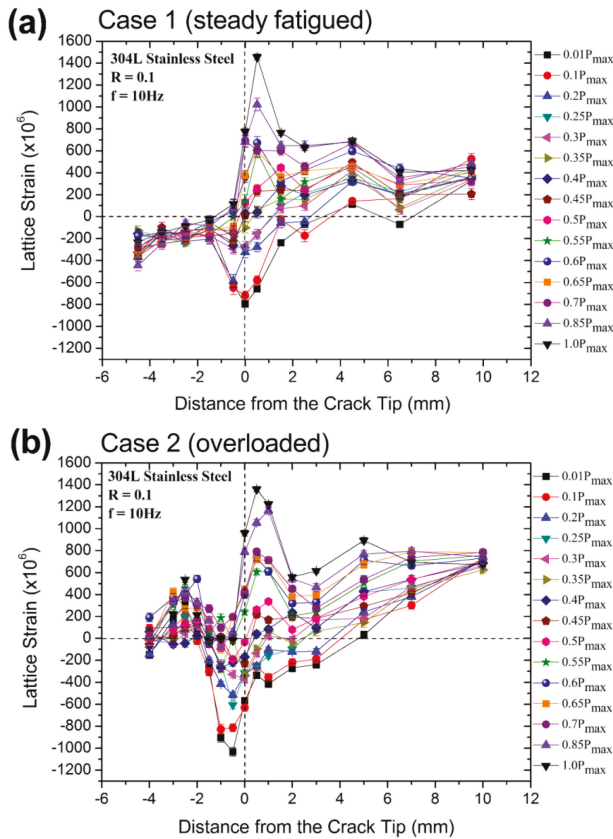 (a) Case 1 (steady fatigued)
304L Stainless Steel
R = 0.1
f = 10Hz
Lattice Strain (x10⁶)
1600
1400
1200
1000
800
600
400
200
0
-200
-400
-600
-800
-1000
-1200
-6 -4 -2 0 2 4 6 8 10 12
Distance from the Crack Tip (mm)
0.01Pmax
0.1Pmax
0.2Pmax
0.25Pmax
0.3Pmax
0.35Pmax
0.4Pmax
0.45Pmax
0.5Pmax
0.55Pmax
0.6Pmax
0.65Pmax
0.7Pmax
0.85Pmax
1.0Pmax
(b) Case 2 (overloaded)
304L Stainless Steel
R = 0.1
f = 10Hz
Lattice Strain (x10⁶)
1600
1400
1200
1000
800
600
400
200
0
-200
-400
-600
-800
-1000
-1200
-6 -4 -2 0 2 4 6 8 10 12
Distance from the Crack Tip (mm)
0.01Pmax
0.1Pmax
0.2Pmax
0.25Pmax
0.3Pmax
0.35Pmax
0.4Pmax
0.45Pmax
0.5Pmax
0.55Pmax
0.6Pmax
0.65Pmax
0.7Pmax
0.85Pmax
1.0Pmax